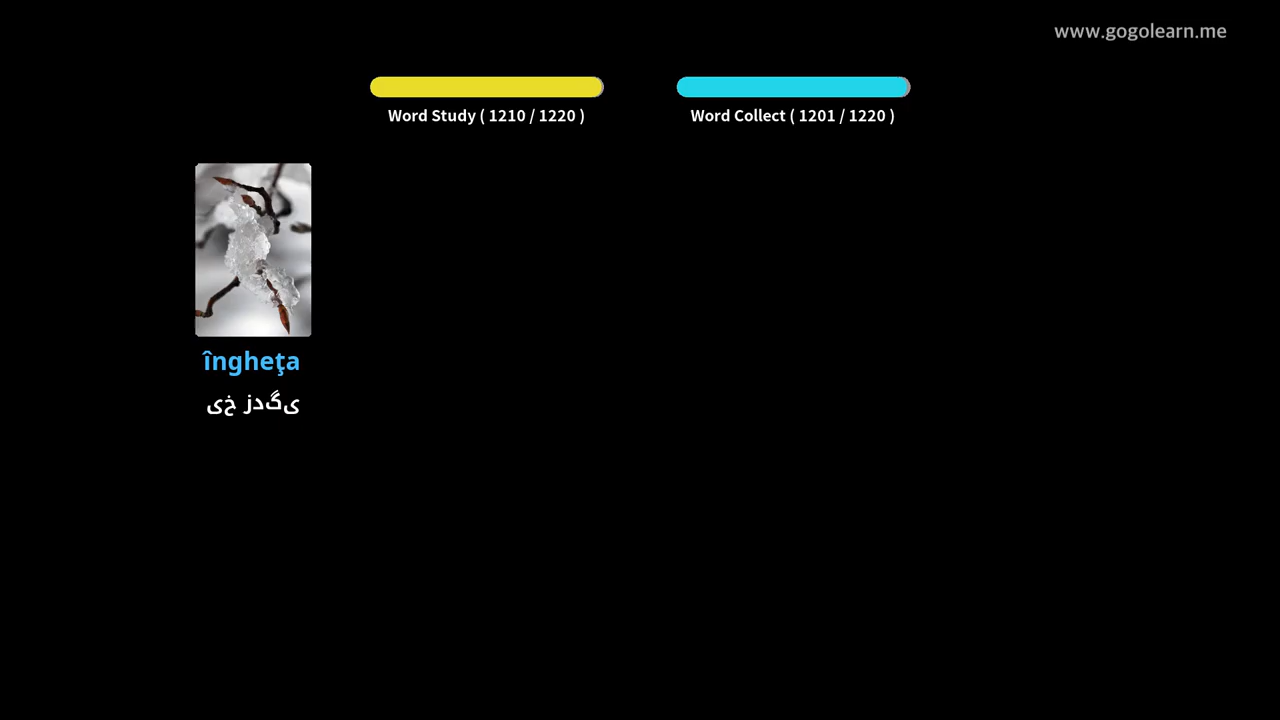 www.gogolearn.me
Word Study ( 1210 / 1220 )
Word Collect ( 1201 / 1220 )
îngheţa
یگدز خی